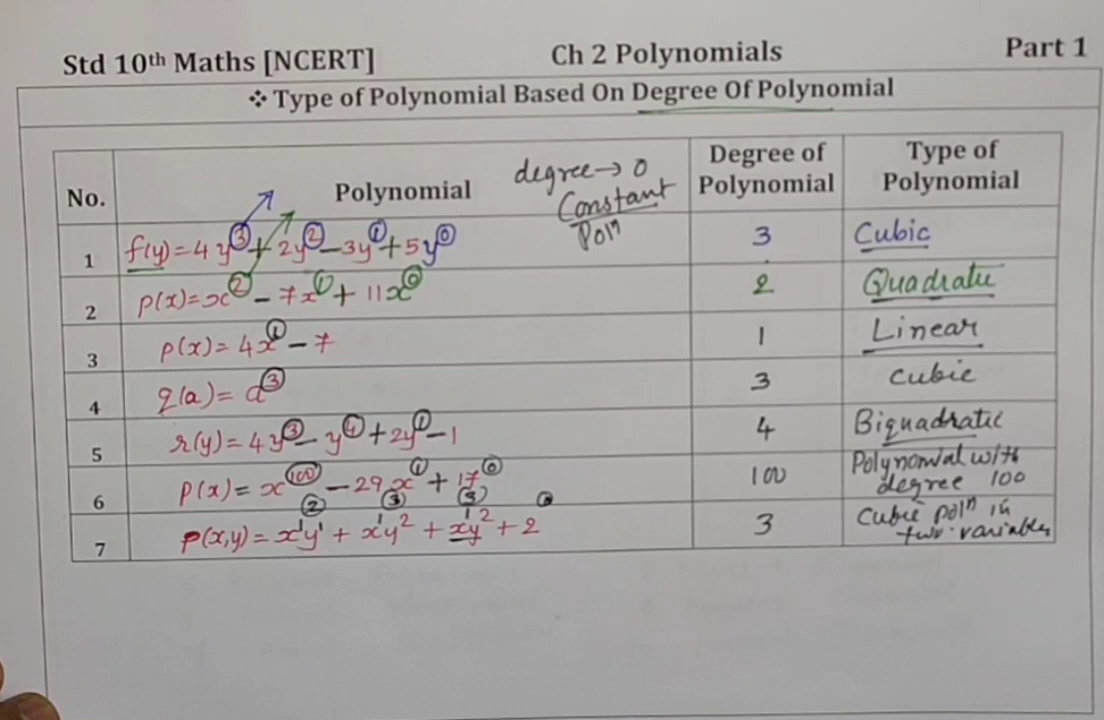 Std 10th Maths [NCERT] Ch 2 Polynomials Part 1
❖ Type of Polynomial Based On Degree Of Polynomial
No. Polynomial degree → 0 Constant Polⁿ Degree of Polynomial Type of Polynomial
1 f(y) = 4y³ + 2y² – 3y¹ + 5y⁰ 3 Cubic
2 p(x) = x² – 7x¹ + 11x⁰ 2 Quadratic
3 p(x) = 4x¹ – 7 1 Linear
4 q(a) = a³ 3 cubic
5 r(y) = 4y³ – y⁴ + 2y¹ – 1 4 Biquadratic
6 p(x) = x¹⁰⁰ – 29x¹ + 17⁰ 100 Polynomial with degree 100
(2) (3) (3) 
7 p(x,y) = x¹y¹ + x¹y² + x¹y² + 2 3 Cubic polⁿ in two variables